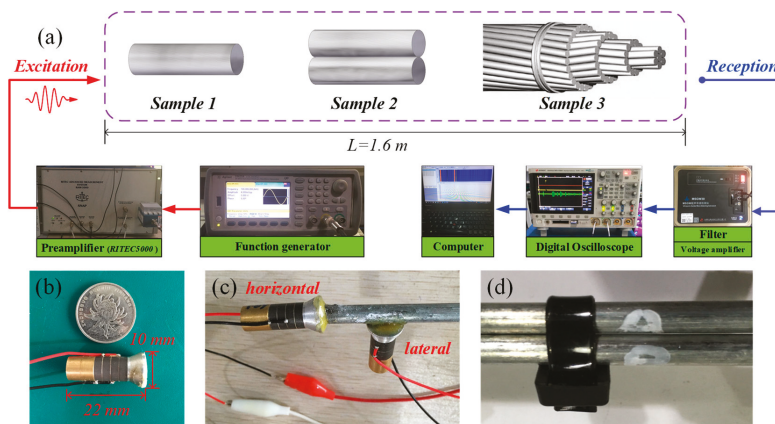 (a)
Excitation
Reception
Sample 1
Sample 2
Sample 3
L=1.6 m
Preamplifier (RITEC5000)
Function generator
Computer
Digital Oscilloscope
Filter
Voltage amplifier
(b)
10 mm
22 mm
(c)
horizontal
lateral
(d)